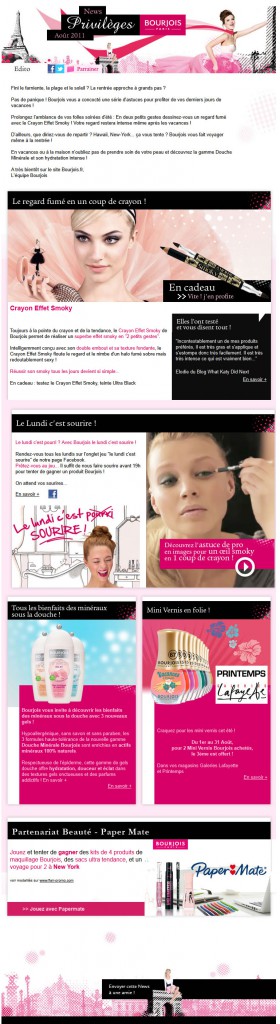 News
Privilèges
Août 2011
BOURJOIS
PARIS
Edito
Parrainer
Fini le farniente, la plage et le soleil ? La rentrée approche à grands pas ?
Pas de panique ! Bourjois vous a concocté une série d'astuces pour profiter de vos derniers jours de
vacances !
Prolongez l'ambiance de vos folles soirées d'été : En deux petits gestes dessinez-vous un regard fumé
avec le Crayon Effet Smoky ! Votre regard restera intense même après les vacances !
D'ailleurs, que diriez-vous de repartir ? Hawaii, New-York... ça vous tente ? Bourjois vous fait voyager
même à la rentrée !
En vacances ou à la maison n'oubliez pas de prendre soin de votre peau et découvrez la gamme Douche
Minérale et son hydratation intense !
A très bientôt sur le site Bourjois.fr,
L'équipe Bourjois
Le regard fumé en un coup de crayon !
En cadeau
>> Vite ! j'en profite
Crayon Effet Smoky
Toujours à la pointe du crayon et de la tendance, le Crayon Effet Smoky de
Bourjois permet de réaliser un superbe effet smoky en "2 petits gestes".
Intelligemment conçu avec son double embout et sa texture fondante, le
Crayon Effet Smoky floute le regard et le nimbe d'un halo fumé sobre mais
redoutablement sexy !
Réussir son smoky tous les jours devient si simple...
En cadeau : testez le Crayon Effet Smoky, teinte Ultra Black
Elles l'ont testé
et vous disent tout !
"Incontestablement un de mes produits
préférés, il est très gras et s'applique et
s'estompe donc très facilement. Il est très
très intense ce qui est vraiment bien..."
Elodie du Blog What Katy Did Next!
En savoir +
Le Lundi c'est sourire !
Le lundi c'est pourri ? Avec Bourjois le lundi c'est sourire !
Rendez-vous tous les lundis sur l'onglet jeu "le lundi c'est
sourire" de notre page Facebook.
Prêtez-vous au jeu... Il suffit de nous faire sourire avant 19h
pour tenter de gagner un produit Bourjois !
On attend vos sourires...
En savoir +
Le lundi c'est pourri
SOURIRE !
Découvrez l'astuce de pro
en images pour un œil smoky
en 1 coup de crayon !
Tous les bienfaits des minéraux
sous la douche !
Bourjois vous invite à découvrir les bienfaits
des minéraux sous la douche avec 3 nouveaux
gels !
Hypoallergénique, sans savon et sans parabен, les
3 formules haute-tolérance de la nouvelle gamme
Douche Minérale Bourjois sont enrichies en actifs
minéraux 100% naturels
Respectueuse de l'épiderme, cette gamme de gels
douche offre hydratation, douceur et éclat dans
des textures gels onctueuses et des parfums
addictifs ! En savoir +
En savoir +
Mini Vernis en folie !
PRINTEMPS
Galeries
Lafayette
Craquez pour les mini vernis cet été !
Du 1er au 31 Août,
pour 2 Mini Vernis Bourjois achetés,
le 3ème est offert !
Dans vos magasins Galeries Lafayette
et Printemps.
En savoir +
Partenariat Beauté - Paper Mate
Jouez et tentez de gagner des kits de 4 produits de
maquillage Bourjois, des sacs ultra tendance, et un
voyage pour 2 à New York
>> Jouez avec Papermate
BOURJOIS
PARIS
PAPER MATE
Envoyer cette News
à une amie !